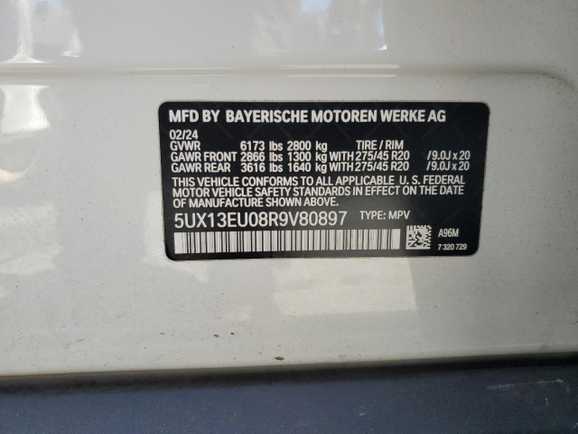 MFD BY BAYERISCHE MOTOREN WERKE AG
02/24
GVWR 6173 lbs 2800 kg TIRE / RIM
GAWR FRONT 2866 lbs 1300 kg WITH 275/45 R20 /9.0J x 20
GAWR REAR 3616 lbs 1640 kg WITH 275/45 R20 /9.0J x 20
THIS VEHICLE CONFORMS TO ALL APPLICABLE U. S. FEDERAL
MOTOR VEHICLE SAFETY STANDARDS IN EFFECT ON THE DATE
OF MANUFACTURE SHOWN ABOVE.
5UX13EU08R9V80897 TYPE: MPV
A96M
7 320 729